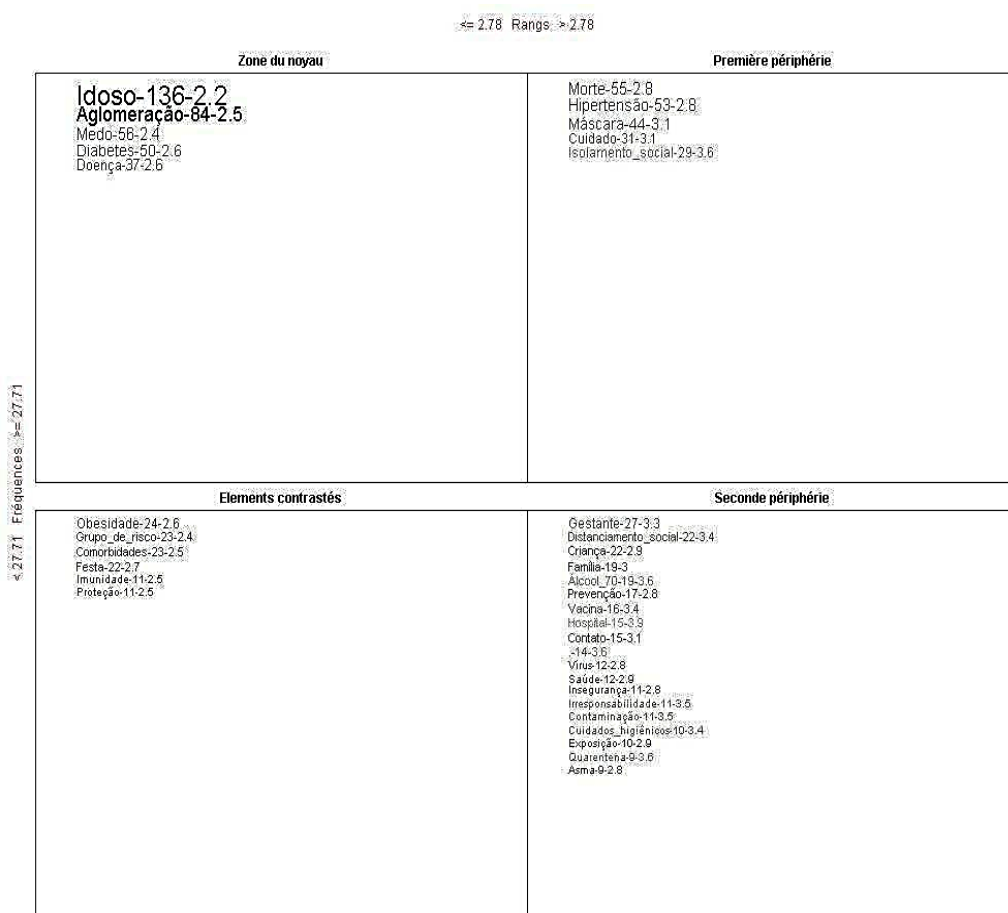 <= 2.78 Rangs > 2.78
Zone du noyau
Première périphérie
Idoso-136-2.2
Aglomeração-84-2.5
Medo-56-2.4
Diabetes-50-2.6
Doença-37-2.6
Morte-55-2.8
Hipertensão-53-2.8
Máscara-44-3.1
Cuidado-31-3.1
Isolamento_social-29-3.6
< 27.71 Fréquences >= 27.71
Elements contrastés
Seconde périphérie
Obesidade-24-2.6
Grupo_de_risco-23-2.4
Comorbidades-23-2.5
Festa-22-2.7
Imunidade-11-2.5
Proteção-11-2.5
Gestante-27-3.3
Distanciamento_social-22-3.4
Criança-22-2.9
Família-19-3
Álcool_70-19-3.6
Prevenção-17-2.8
Vacina-16-3.4
Hospital-15-3.9
Contato-15-3.1
-14-3.6
Vírus-12-2.8
Saúde-12-2.9
Insegurança-11-2.8
Irresponsabilidade-11-3.5
Contaminação-11-3.5
Cuidados_higiênicos-10-3.4
Exposição-10-2.9
Quarentena-9-3.6
Asma-9-2.8